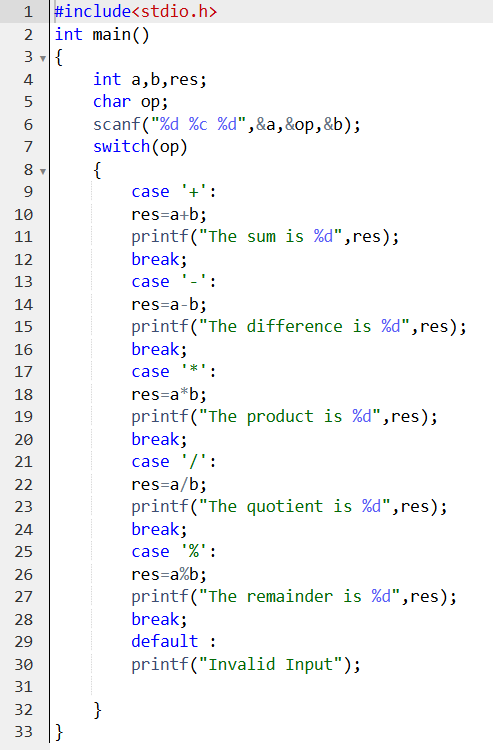 1 #include<stdio.h>
2 int main()
3 {
4 int a,b,res;
5 char op;
6 scanf("%d %c %d",&a,&op,&b);
7 switch(op)
8 {
9 case '+':
10 res=a+b;
11 printf("The sum is %d",res);
12 break;
13 case '-':
14 res=a-b;
15 printf("The difference is %d",res);
16 break;
17 case '*':
18 res=a*b;
19 printf("The product is %d",res);
20 break;
21 case '/':
22 res=a/b;
23 printf("The quotient is %d",res);
24 break;
25 case '%':
26 res=a%b;
27 printf("The remainder is %d",res);
28 break;
29 default :
30 printf("Invalid Input");
31
32 }
33 }